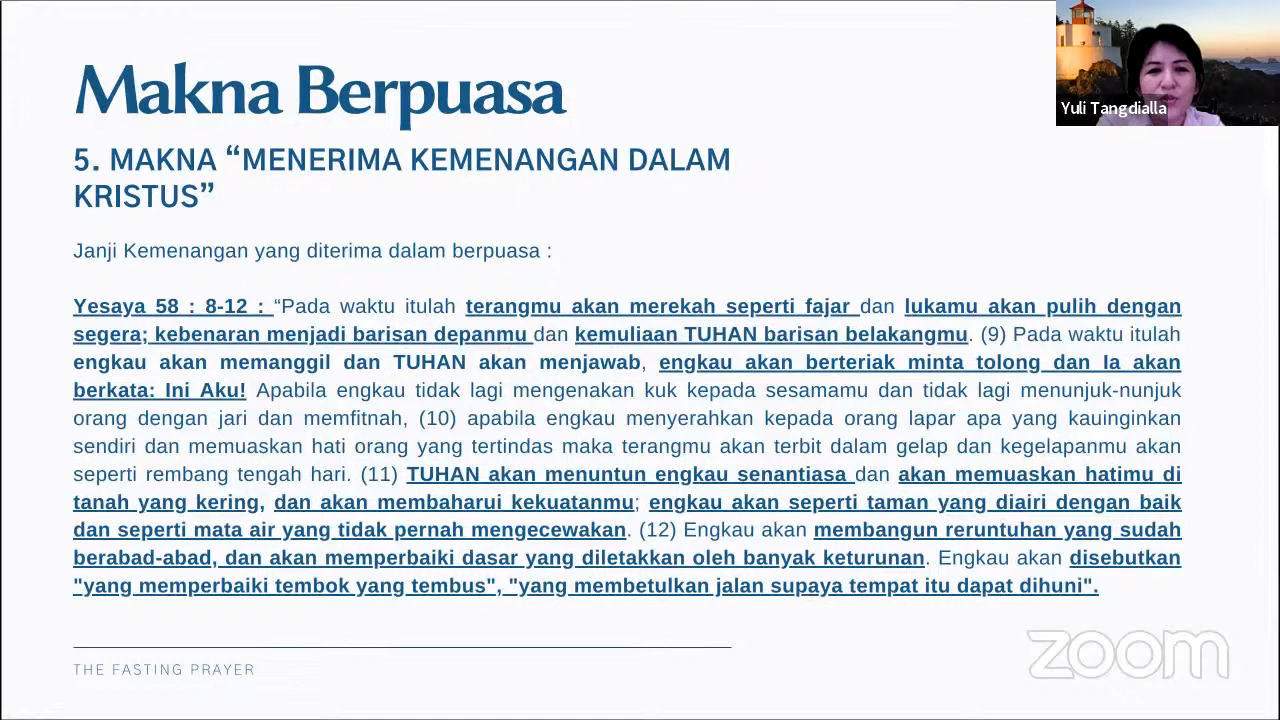 Makna Berpuasa
Yuli Tangdialla
5. MAKNA “MENERIMA KEMENANGAN DALAM
KRISTUS”
Janji Kemenangan yang diterima dalam berpuasa :
Yesaya 58 : 8-12 : “Pada waktu itulah terangmu akan merekah seperti fajar dan lukamu akan pulih dengan
segera; kebenaran menjadi barisan depanmu dan kemuliaan TUHAN barisan belakangmu. (9) Pada waktu itulah
engkau akan memanggil dan TUHAN akan menjawab, engkau akan berteriak minta tolong dan Ia akan
berkata: Ini Aku! Apabila engkau tidak lagi mengenakan kuk kepada sesamamu dan tidak lagi menunjuk-nunjuk
orang dengan jari dan memfitnah, (10) apabila engkau menyerahkan kepada orang lapar apa yang kauinginkan
sendiri dan memuaskan hati orang yang tertindas maka terangmu akan terbit dalam gelap dan kegelapanmu akan
seperti rembang tengah hari. (11) TUHAN akan menuntun engkau senantiasa dan akan memuaskan hatimu di
tanah yang kering, dan akan membaharui kekuatanmu; engkau akan seperti taman yang diairi dengan baik
dan seperti mata air yang tidak pernah mengecewakan. (12) Engkau akan membangun reruntuhan yang sudah
berabad-abad, dan akan memperbaiki dasar yang diletakkan oleh banyak keturunan. Engkau akan disebutkan
"yang memperbaiki tembok yang tembus", "yang membetulkan jalan supaya tempat itu dapat dihuni".
THE FASTING PRAYER
zoom